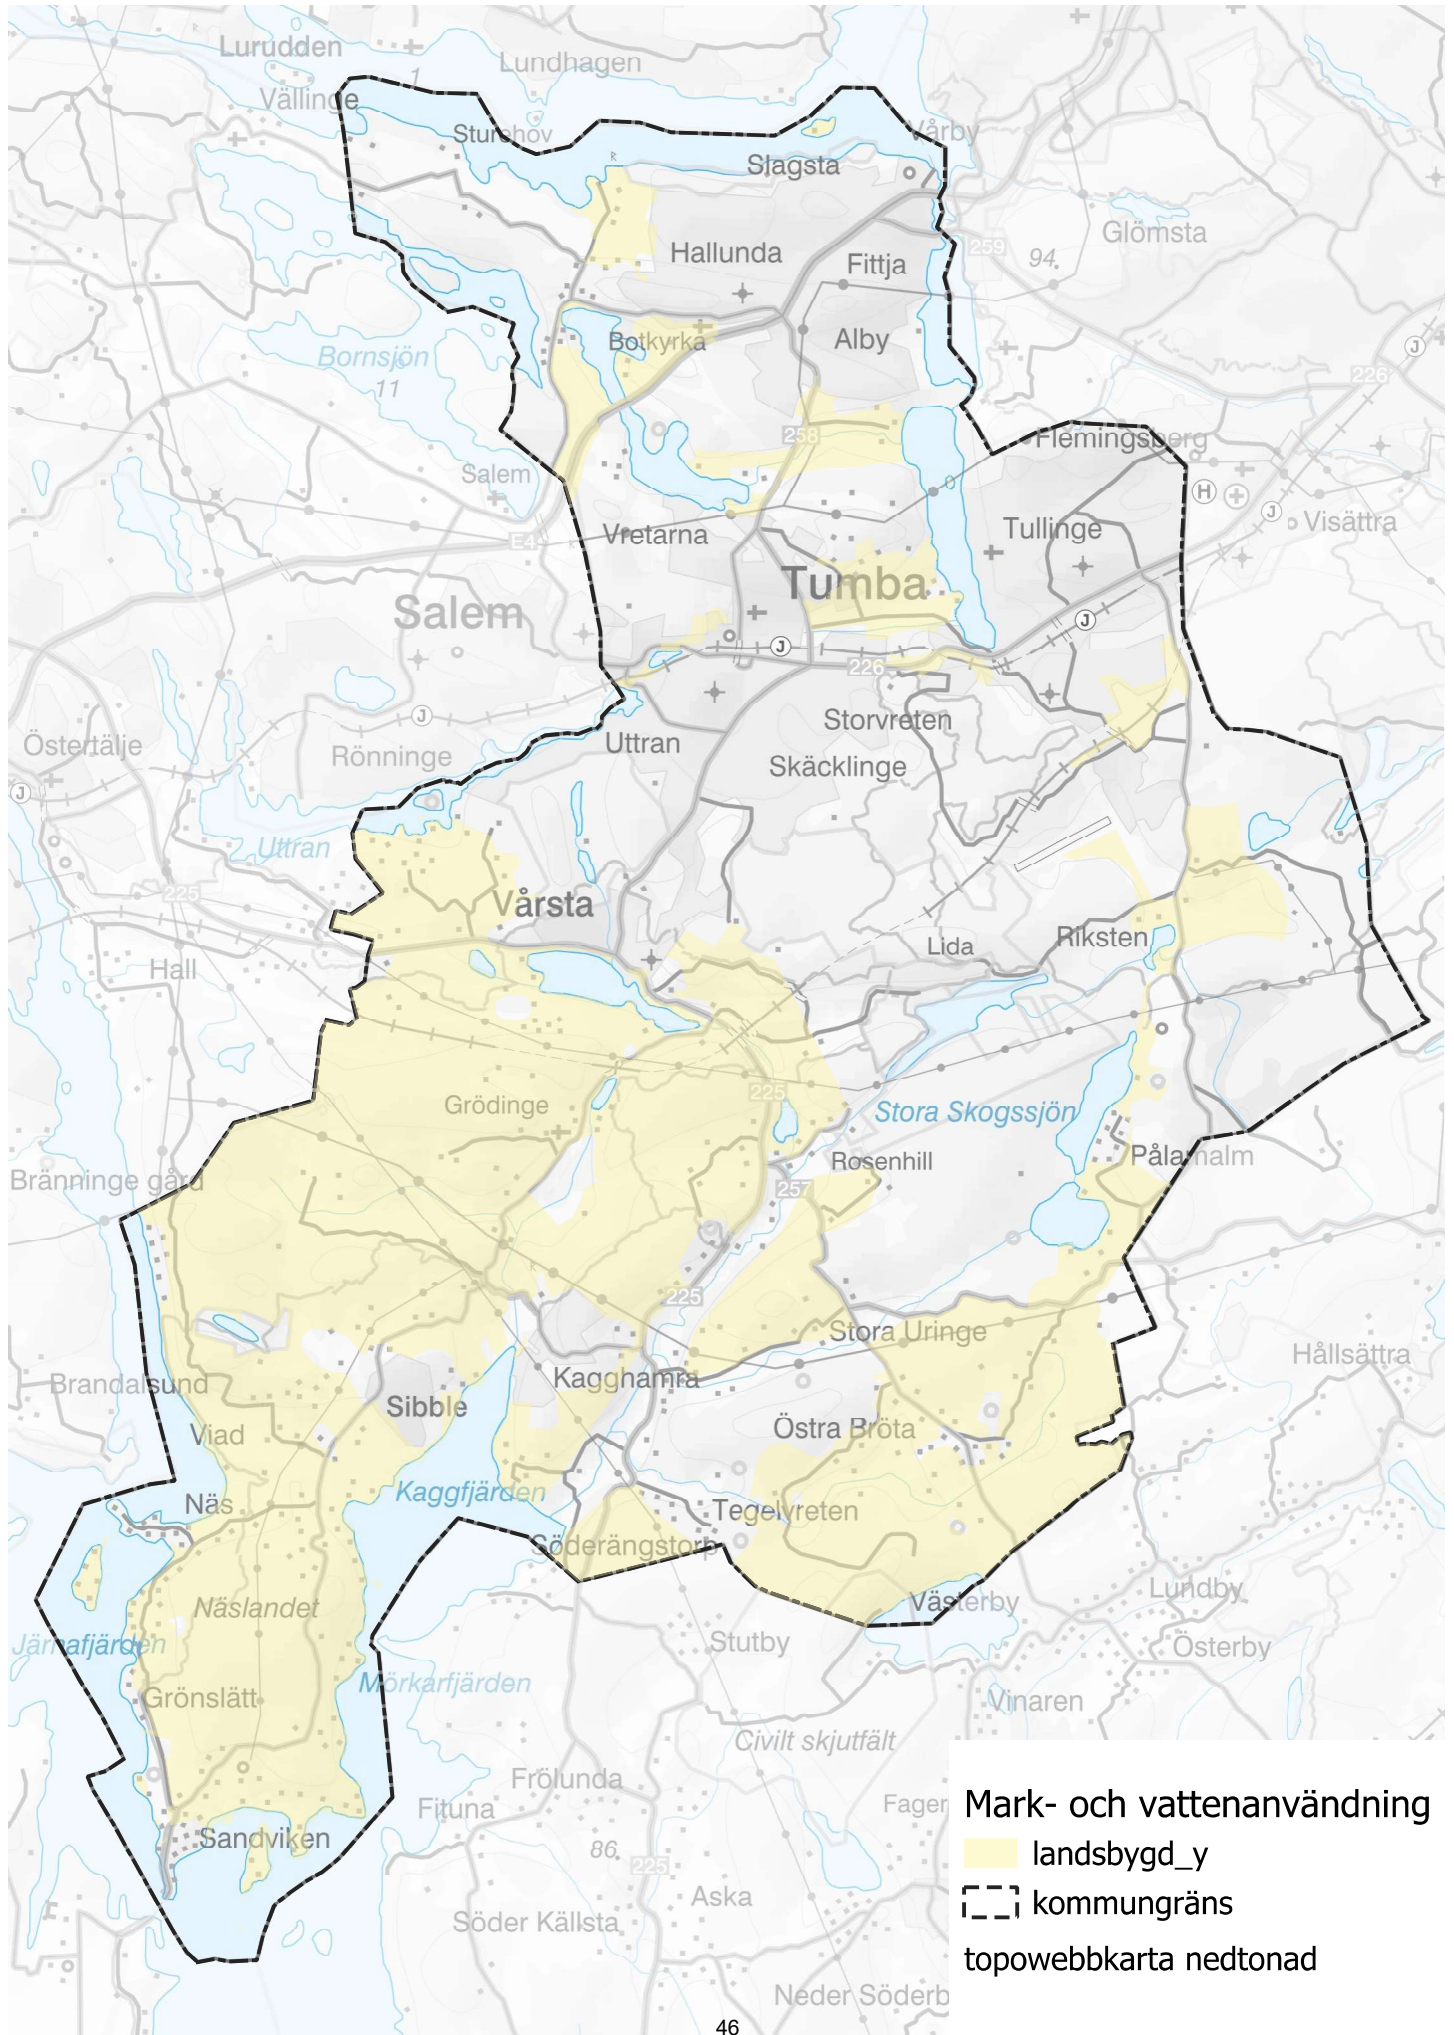 Lurudden
Lundhagen
1
Vällinge
Sturehov
Vårby
Slagsta
Glömsta
Hallunda
Fittja
259
94
Botkyrka
Alby
Bornsjön
11
J
226
258
Flemingsberg
Salem
H
Vretarna
Tullinge
J
Visättra
E4
Tumba
Salem
J
J
226
J
Storvreten
Östertälje
Rönninge
Uttran
Skäcklinge
J
Uttran
225
Vårsta
Lida
Riksten
Hall
225
Grödinge
Stora Skogssjön
Rosenhill
Pålamalm
Bränninge gård
257
225
Stora Uringe
Hållsättra
Brandalsund
Kagghamra
Sibble
Viad
Östra Bröta
Kaggfjärden
Näs
Tegelvreten
Söderängstorp
Näslandet
Västerby
Lundby
Järnafjärden
Stutby
Österby
Mörkarfjärden
Grönslätt
Vinaren
Civilt skjutfält
Frölunda
Fituna
Fager
Mark- och vattenanvändning
Sandviken
86
landsbygd_y
225
Aska
kommungräns
Söder Källsta
topowebbkarta nedtonad
Neder Söderb
46